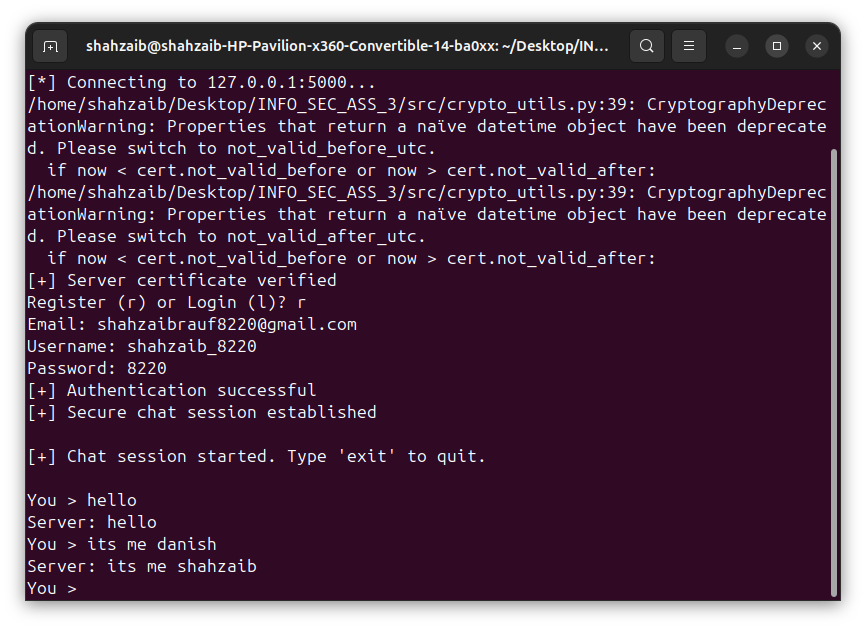 shahzaib@shahzaib-HP-Pavilion-x360-Convertible-14-ba0xx: ~/Desktop/IN...
[*] Connecting to 127.0.0.1:5000...
/home/shahzaib/Desktop/INFO_SEC_ASS_3/src/crypto_utils.py:39: CryptographyDeprec
ationWarning: Properties that return a naïve datetime object have been deprecate
d. Please switch to not_valid_before_utc.
  if now < cert.not_valid_before or now > cert.not_valid_after:
/home/shahzaib/Desktop/INFO_SEC_ASS_3/src/crypto_utils.py:39: CryptographyDeprec
ationWarning: Properties that return a naïve datetime object have been deprecate
d. Please switch to not_valid_after_utc.
  if now < cert.not_valid_before or now > cert.not_valid_after:
[+] Server certificate verified
Register (r) or Login (l)? r
Email: shahzaibrauf8220@gmail.com
Username: shahzaib_8220
Password: 8220
[+] Authentication successful
[+] Secure chat session established
[+] Chat session started. Type 'exit' to quit.
You > hello
Server: hello
You > its me danish
Server: its me shahzaib
You >